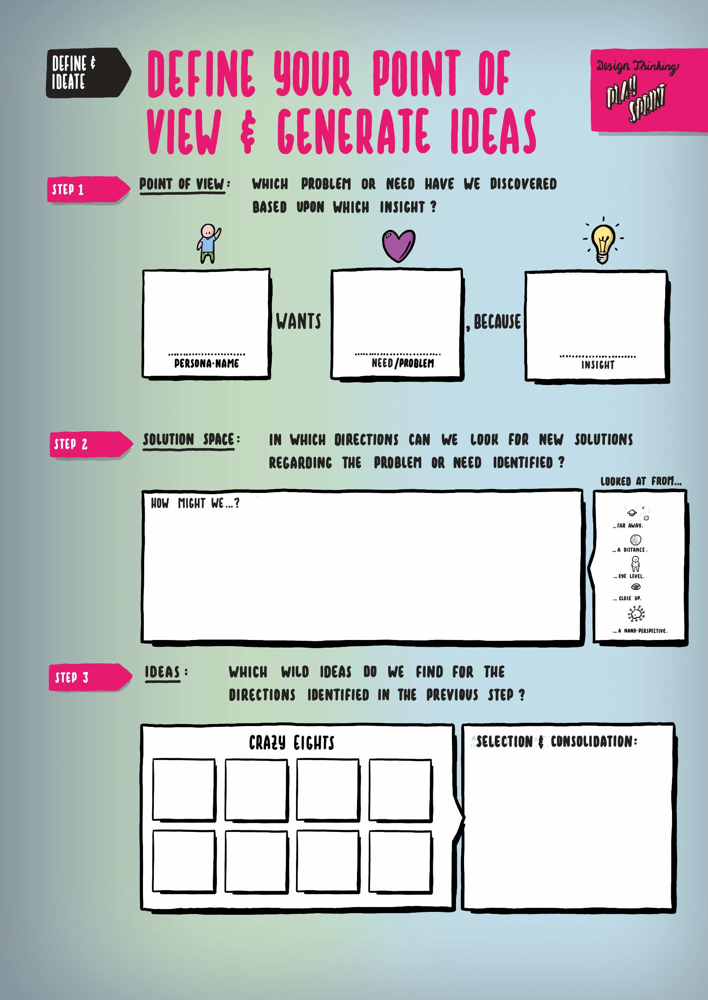 DEFINE &
IDEATE
DEFINE YOUR POINT OF
VIEW & GENERATE IDEAS
Design Thinking
PLAY
SPRINT
STEP 1
POINT OF VIEW: WHICH PROBLEM OR NEED HAVE WE DISCOVERED
BASED UPON WHICH INSIGHT ?
WANTS
, BECAUSE
PERSONA·NAME
NEED/PROBLEM
INSIGHT
STEP 2
SOLUTION SPACE: IN WHICH DIRECTIONS CAN WE LOOK FOR NEW SOLUTIONS
REGARDING THE PROBLEM OR NEED IDENTIFIED ?
LOOKED AT FROM...
HOW MIGHT WE...?
...FAR AWAY.
...A DISTANCE.
...EYE LEVEL.
...CLOSE UP.
...A NANO·PERSPECTIVE.
STEP 3
IDEAS: WHICH WILD IDEAS DO WE FIND FOR THE
DIRECTIONS IDENTIFIED IN THE PREVIOUS STEP ?
CRAZY EIGHTS
SELECTION & CONSOLIDATION: